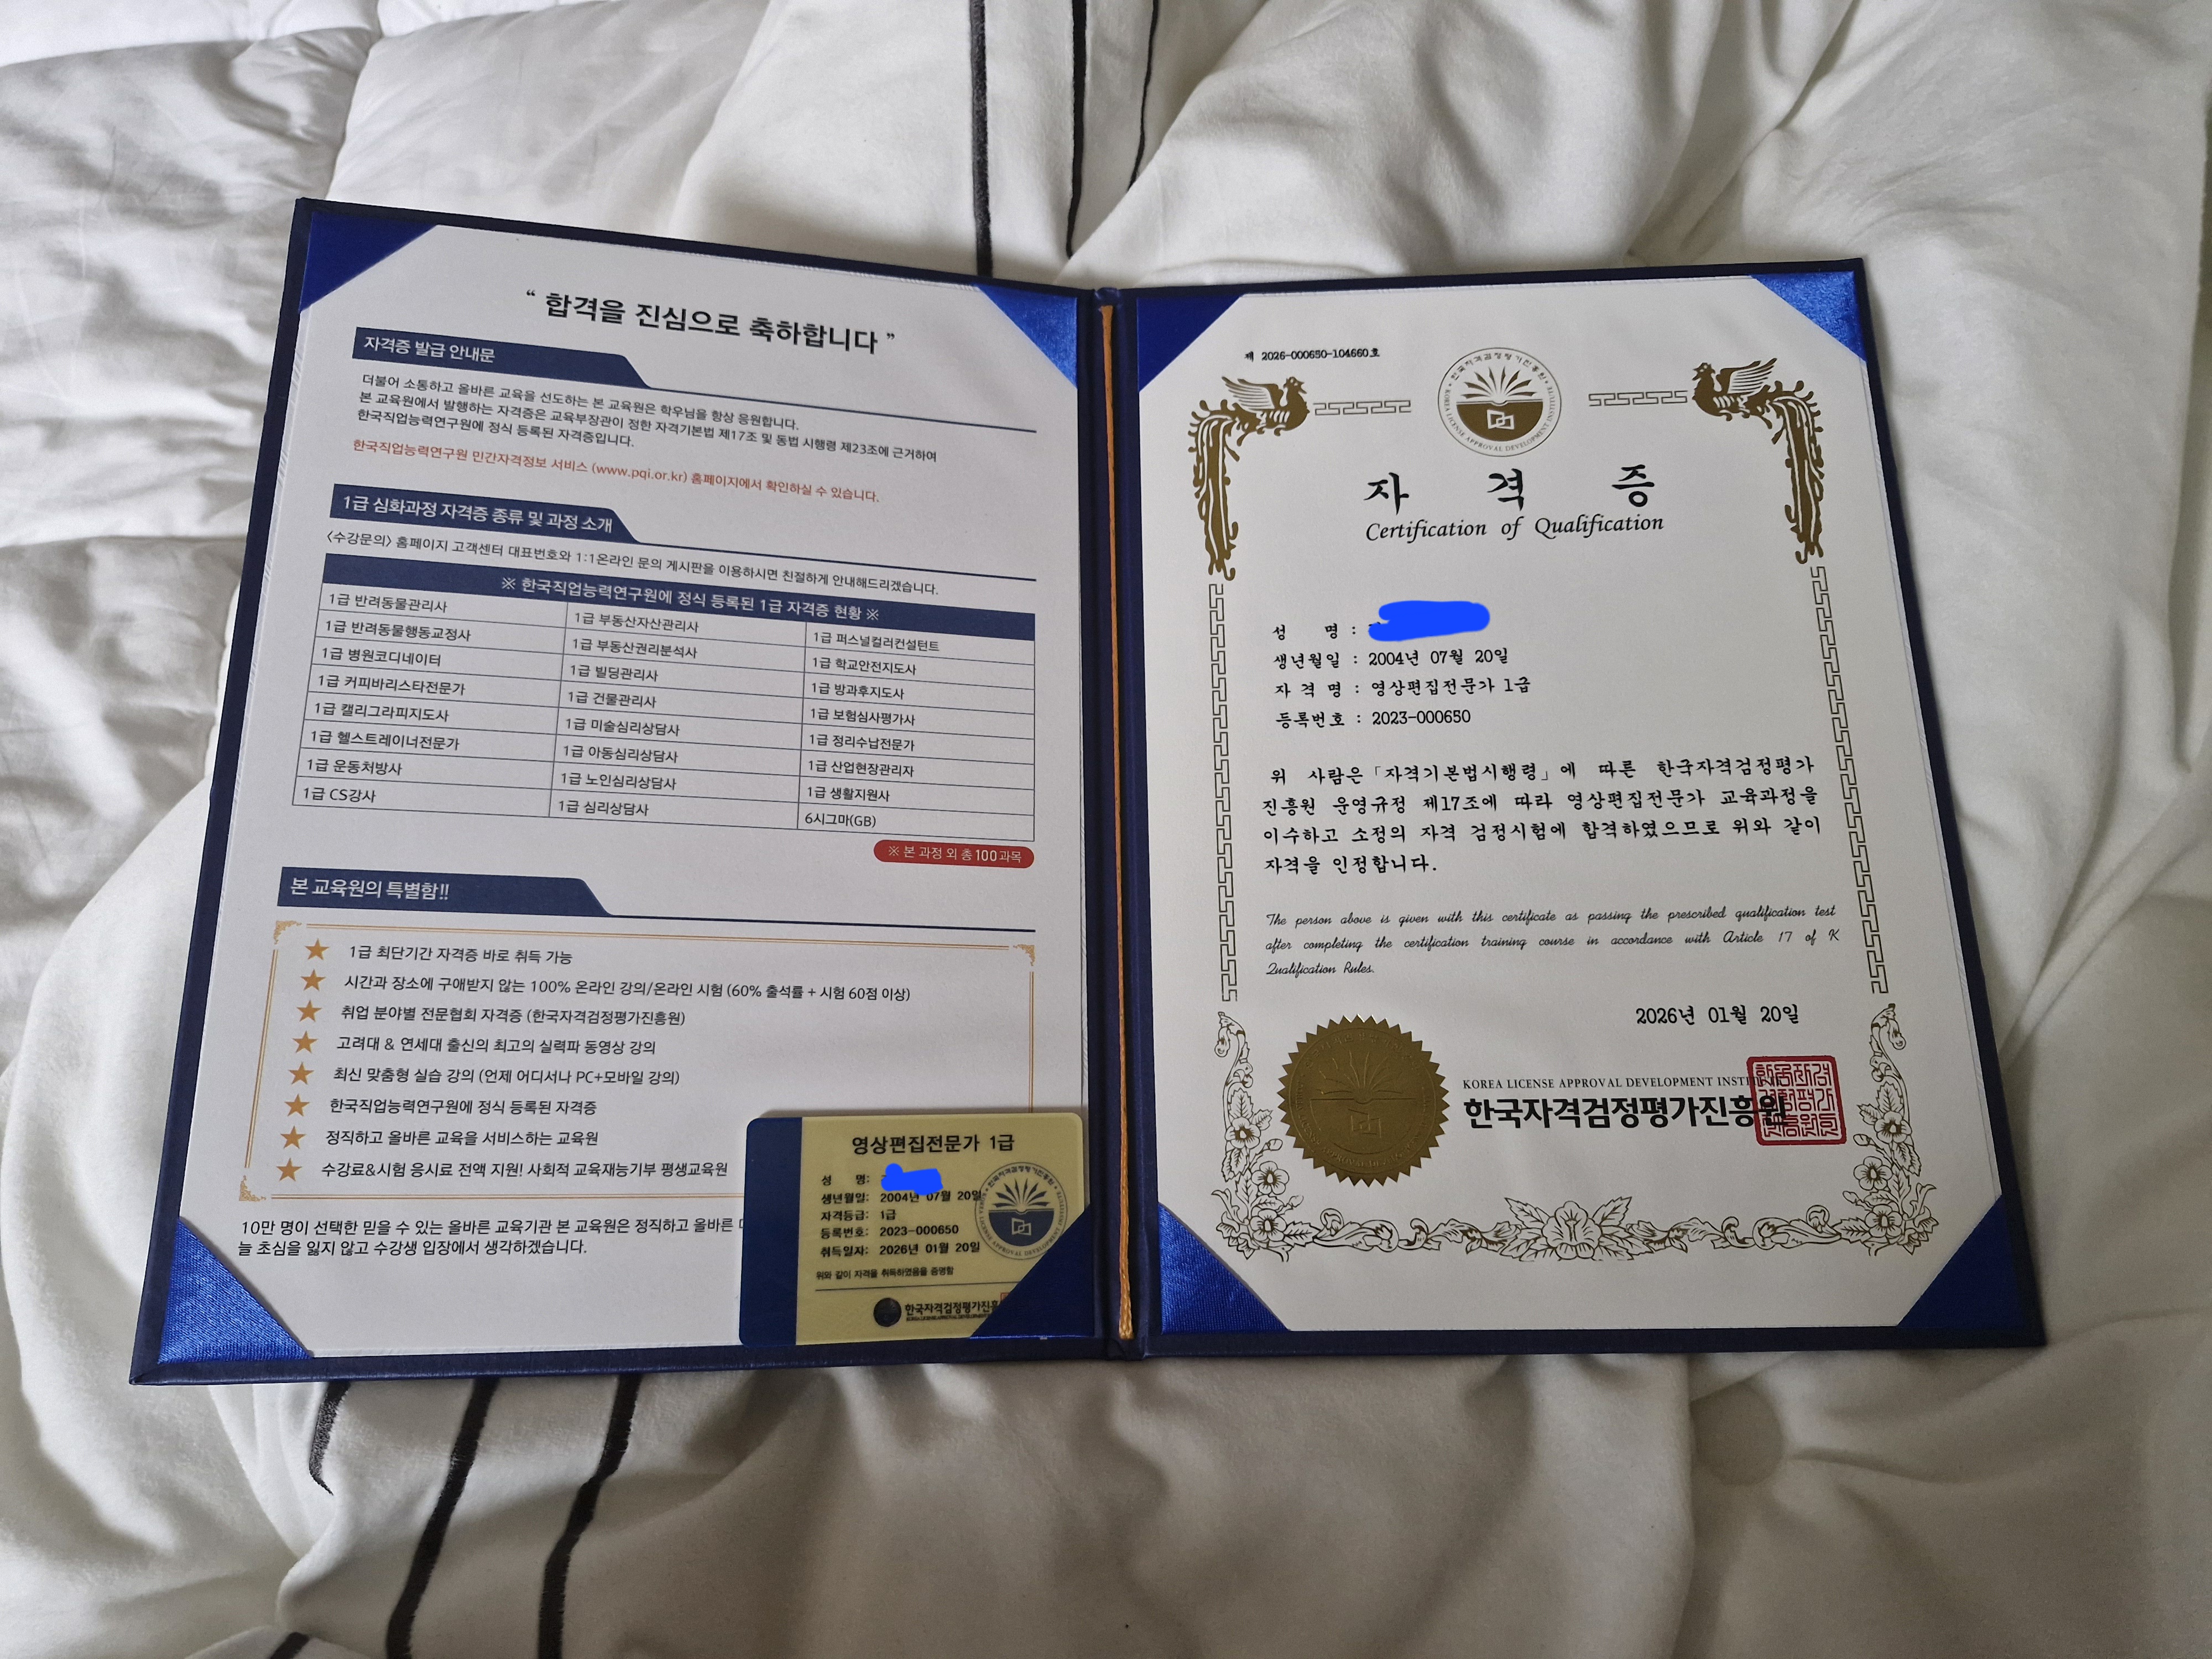 “ 합격을 진심으로 축하합니다 ”
자격증 발급 안내문
더불어 소통하고 올바른 교육을 선도하는 본 교육원은 학우님을 항상 응원합니다.
본 교육원에서 발행하는 자격증은 교육부장관이 정한 자격기본법 제17조 및 동법 시행령 제23조에 근거하여
한국직업능력연구원에 정식 등록된 자격증입니다.
한국직업능력연구원 민간자격정보 서비스 (www.pqi.or.kr) 홈페이지에서 확인하실 수 있습니다.
1급 심화과정 자격증 종류 및 과정 소개
<수강문의> 홈페이지 고객센터 대표번호와 1:1온라인 문의 게시판을 이용하시면 친절하게 안내해드리겠습니다.
※ 한국직업능력연구원에 정식 등록된 1급 자격증 현황 ※
1급 반려동물관리사 1급 부동산자산관리사 1급 퍼스널컬러컨설턴트
1급 반려동물행동교정사 1급 부동산권리분석사 1급 학교안전지도사
1급 병원코디네이터 1급 빌딩관리사 1급 방과후지도사
1급 커피바리스타전문가 1급 건물관리사 1급 보험심사평가사
1급 캘리그라피지도사 1급 미술심리상담사 1급 정리수납전문가
1급 헬스트레이너전문가 1급 아동심리상담사 1급 산업현장관리자
1급 운동처방사 1급 노인심리상담사 1급 생활지원사
1급 CS강사 1급 심리상담사 6시그마(GB)
※ 본 과정 외 총 100과목
본 교육원의 특별함!!
★ 1급 최단기간 자격증 바로 취득 가능
★ 시간과 장소에 구애받지 않는 100% 온라인 강의/온라인 시험 (60% 출석률 + 시험 60점 이상)
★ 취업 분야별 전문협회 자격증 (한국자격검정평가진흥원)
★ 고려대 & 연세대 출신의 최고의 실력파 동영상 강의
★ 최신 맞춤형 실습 강의 (언제 어디서나 PC+모바일 강의)
★ 한국직업능력연구원에 정식 등록된 자격증
★ 정직하고 올바른 교육을 서비스하는 교육원
★ 수강료&시험 응시료 전액 지원! 사회적 교육재능기부 평생교육원
10만 명이 선택한 믿을 수 있는 올바른 교육기관 본 교육원은 정직하고 올바른
늘 초심을 잃지 않고 수강생 입장에서 생각하겠습니다.
영상편집전문가 1급
성 명:
생년월일: 2004년 07월 20일
자격등급: 1급
등록번호: 2023-000650
취득일자: 2026년 01월 20일
위와 같이 자격을 취득하였음을 증명함
한국자격검정평가진흥
제 2026-000650-104660호
한국자격검정평가진흥원
KOREA LICENSE APPROVAL DEVELOPMENT INSTITUTE
자 격 증
Certification of Qualification
성 명 :
생년월일 : 2004년 07월 20일
자 격 명 : 영상편집전문가 1급
등록번호 : 2023-000650
위 사람은「자격기본법시행령」에 따른 한국자격검정평가
진흥원 운영규정 제17조에 따라 영상편집전문가 교육과정을
이수하고 소정의 자격 검정시험에 합격하였으므로 위와 같이
자격을 인정합니다.
The person above is given with this certificate as passing the prescribed qualification test
after completing the certification training course in accordance with Article 17 of K
Qualification Rules.
2026년 01월 20일
KOREA LICENSE APPROVAL DEVELOPMENT
한국자격검정평가진흥원